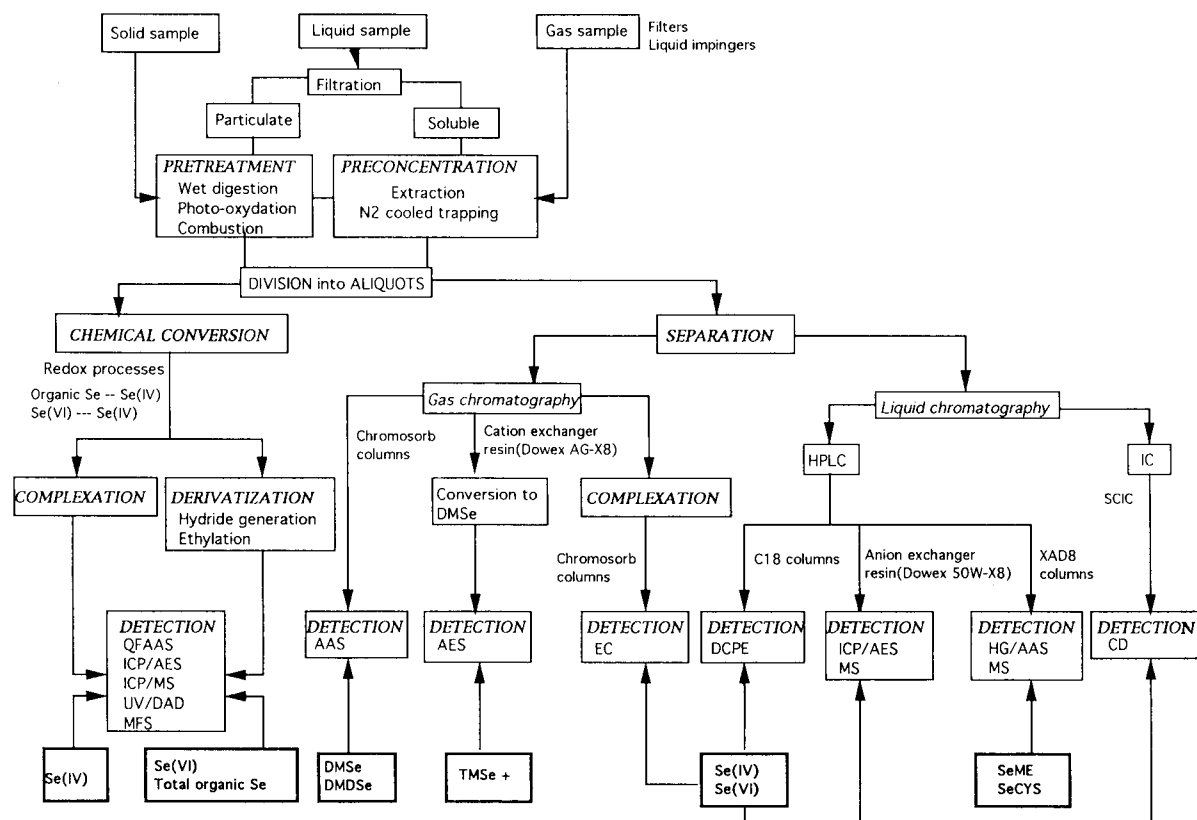 Solid sample
Liquid sample
Gas sample
Filters
Liquid impingers
Filtration
Particulate
Soluble
PRETREATMENT
Wet digestion
Photo-oxydation
Combustion
PRECONCENTRATION
Extraction
N2 cooled trapping
DIVISION into ALIQUOTS
CHEMICAL CONVERSION
SEPARATION
Redox processes
Organic Se -- Se(IV)
Se(VI) --- Se(IV)
Gas chromatography
Liquid chromatography
Chromosorb
columns
Cation exchanger
resin(Dowex AG-X8)
HPLC
IC
COMPLEXATION
DERIVATIZATION
Hydride generation
Ethylation
Conversion to
DMSe
COMPLEXATION
SCIC
Chromosorb
columns
C18 columns
Anion exchanger
resin(Dowex 50W-X8)
XAD8
columns
DETECTION
QFAAS
ICP/AES
ICP/MS
UV/DAD
MFS
DETECTION
AAS
DETECTION
AES
DETECTION
EC
DETECTION
DCPE
DETECTION
ICP/AES
MS
DETECTION
HG/AAS
MS
DETECTION
CD
Se(IV)
Se(VI)
Total organic Se
DMSe
DMDSe
TMSe +
Se(IV)
Se(VI)
SeME
SeCYS